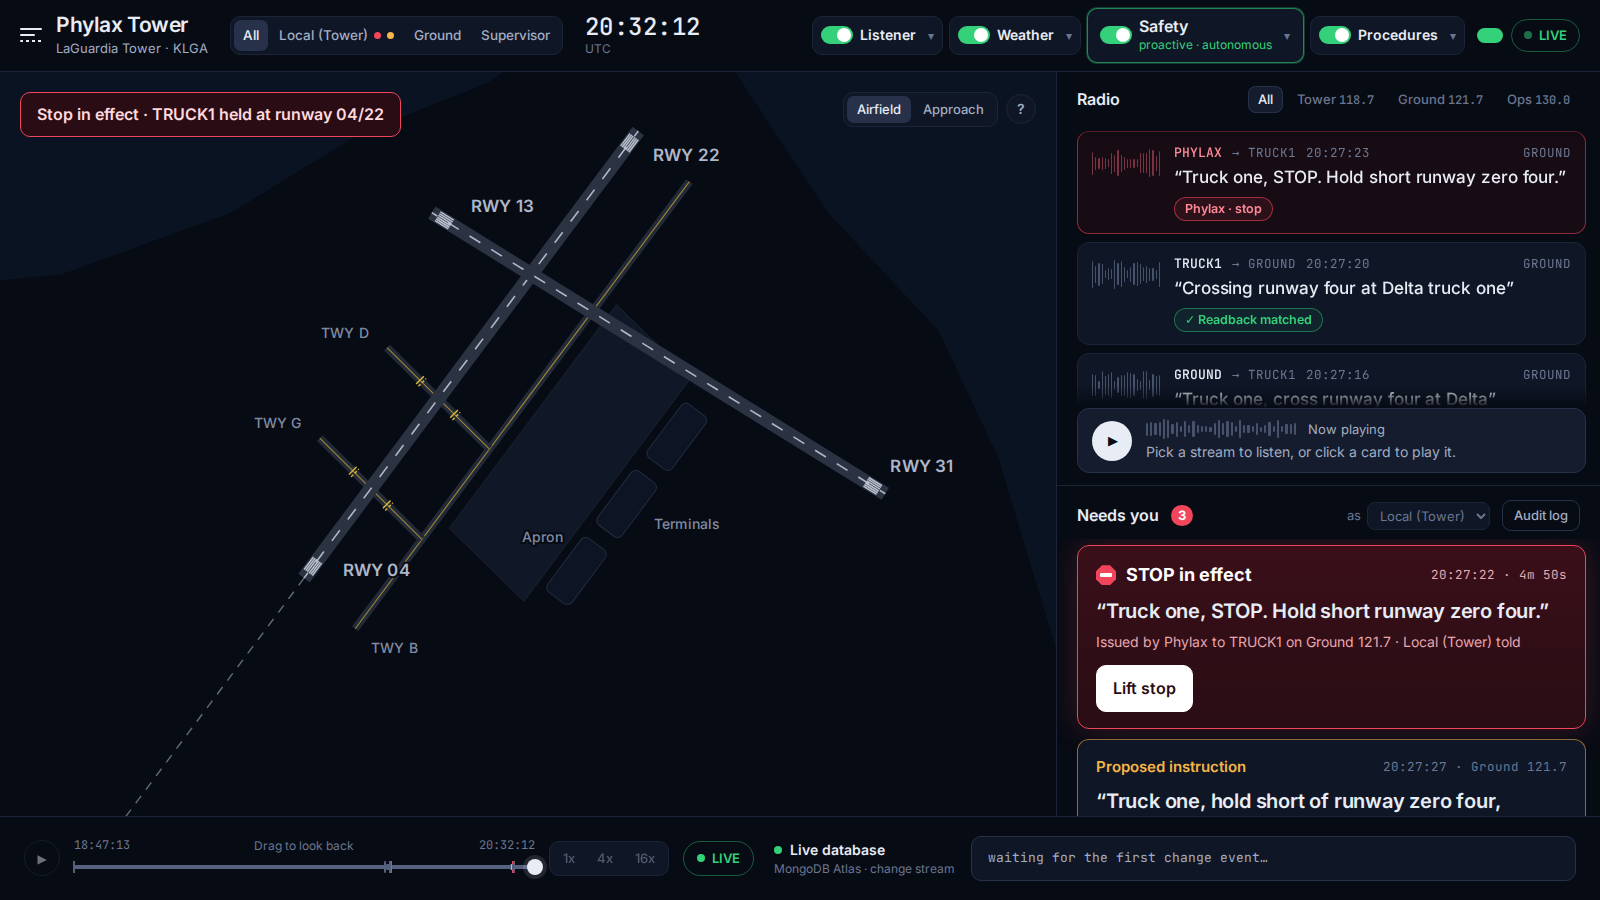 Phylax Tower
LaGuardia Tower · KLGA
All
Local (Tower)
Ground
Supervisor
20:32:12
UTC
Listener
Weather
Safety
proactive · autonomous
Procedures
LIVE
Stop in effect · TRUCK1 held at runway 04/22
Airfield
Approach
?
RWY 22
RWY 13
TWY D
TWY G
RWY 31
RWY 04
Apron
Terminals
TWY B
Radio
All
Tower 118.7
Ground 121.7
Ops 130.0
PHYLAX → TRUCK1 20:27:23 GROUND
“Truck one, STOP. Hold short runway zero four.”
Phylax · stop
TRUCK1 → GROUND 20:27:20 GROUND
“Crossing runway four at Delta truck one”
✓ Readback matched
GROUND → TRUCK1 20:27:16 GROUND
“Truck one, cross runway four at Delta”
Now playing
Pick a stream to listen, or click a card to play it.
Needs you 3
as Local (Tower)
Audit log
STOP in effect
20:27:22 · 4m 50s
“Truck one, STOP. Hold short runway zero four.”
Issued by Phylax to TRUCK1 on Ground 121.7 · Local (Tower) told
Lift stop
Proposed instruction
20:27:27 · Ground 121.7
“Truck one, hold short of runway zero four,
18:47:13
Drag to look back
20:32:12
1x
4x
16x
LIVE
Live database
MongoDB Atlas · change stream
waiting for the first change event…